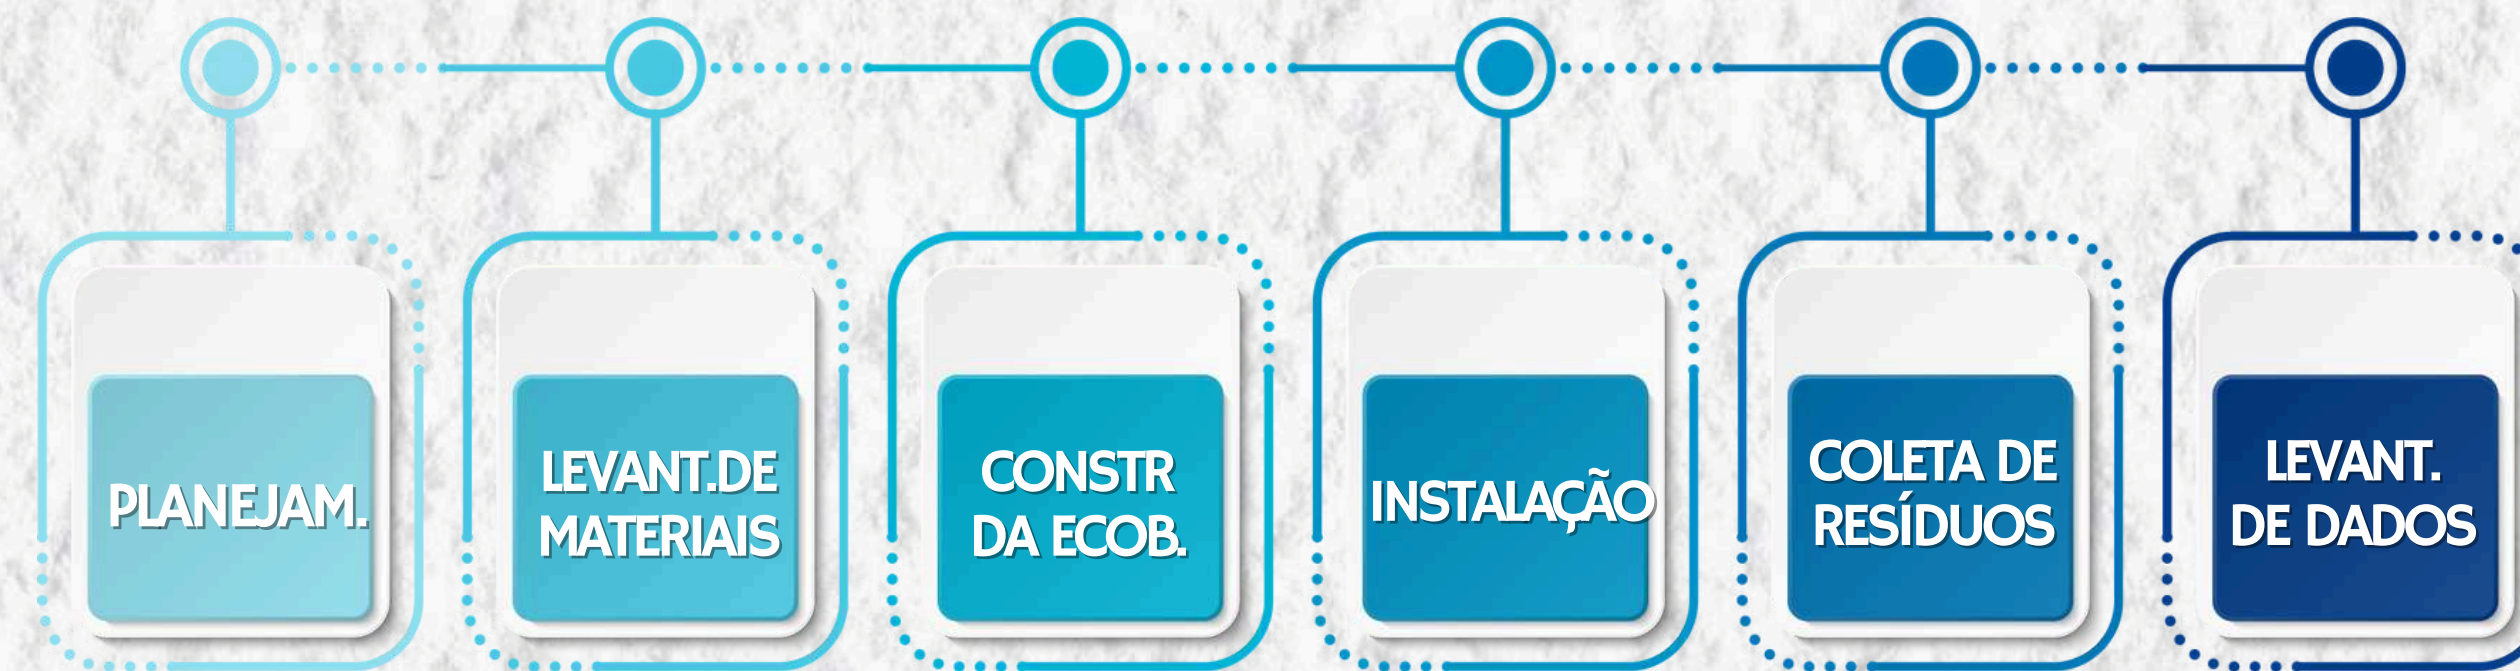 PLANEJAM.
LEVANT.DE
MATERIAIS
CONSTR
DA ECOB.
INSTALAÇÃO
COLETA DE
RESÍDUOS
LEVANT.
DE DADOS